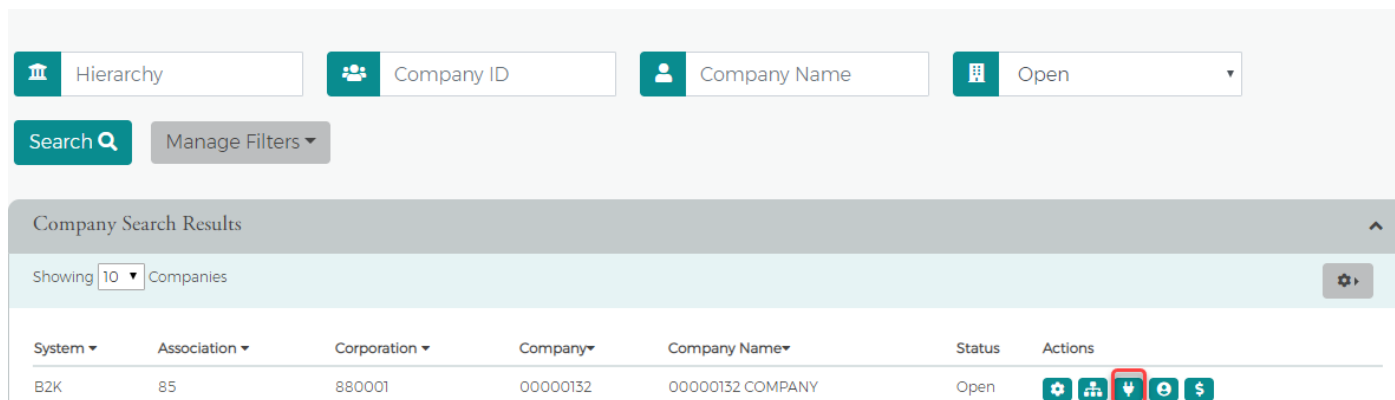 Hierarchy Company ID Company Name Open
Search Manage Filters
Company Search Results
Showing 10 Companies
System Association Corporation Company Company Name Status Actions
B2K 85 880001 00000132 00000132 COMPANY Open $